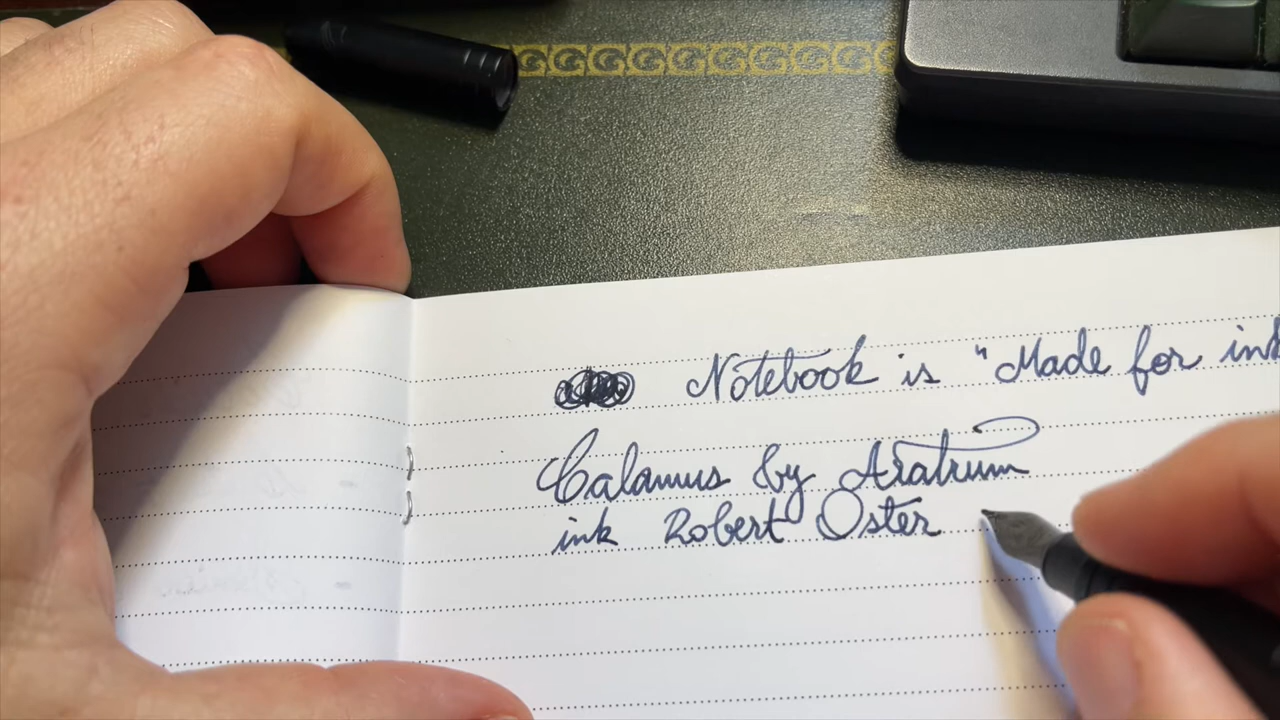 Notebook is "Made for ink
Calamus by Aratrum
ink Robert Oster